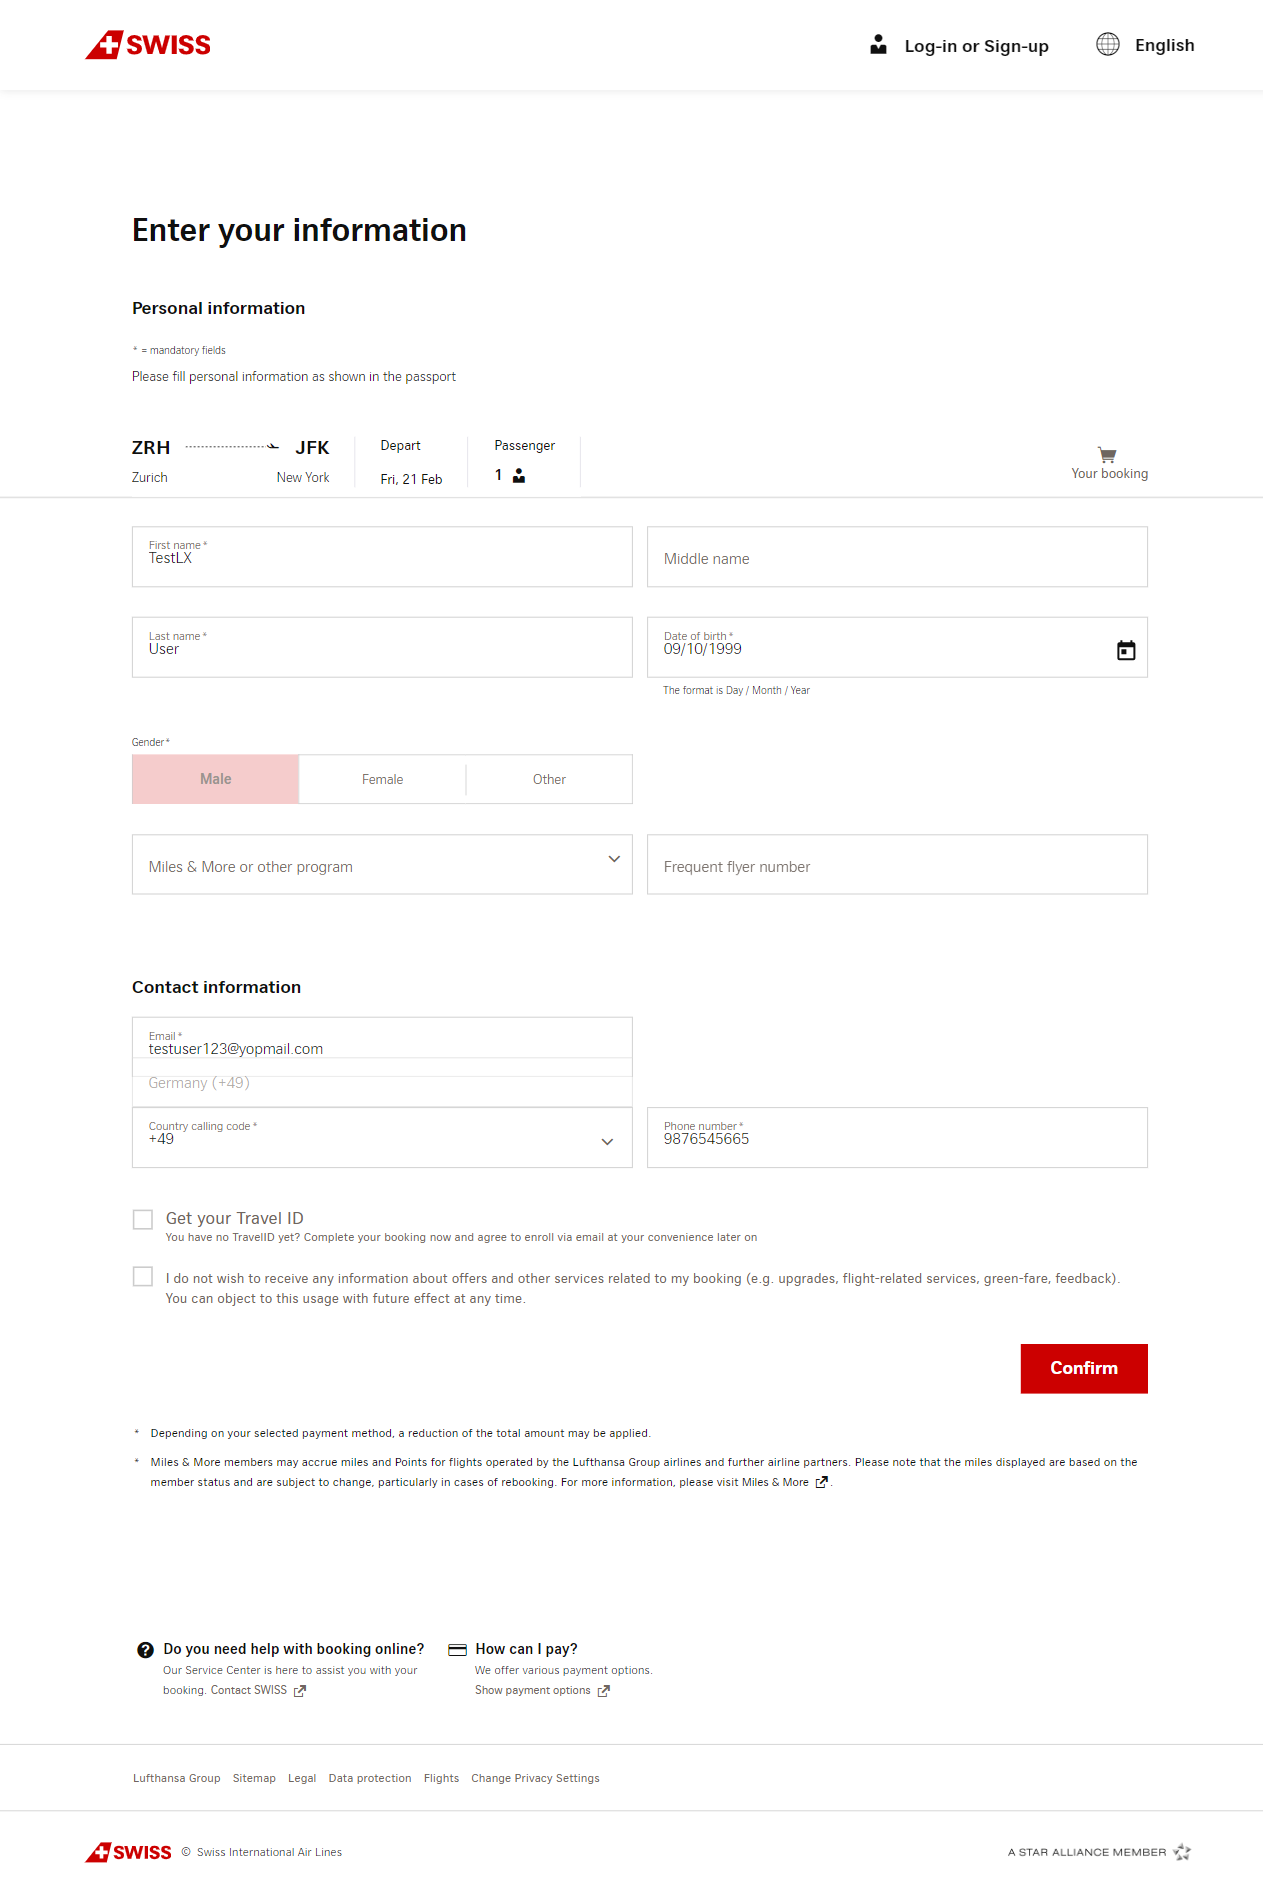 SWISS
Log-in or Sign-up
English
Enter your information
Personal information
* = mandatory fields
Please fill personal information as shown in the passport
ZRH JFK
Zurich New York
Depart
Fri, 21 Feb
Passenger
1
Your booking
First name *
TestLX
Middle name
Last name *
User
Date of birth *
09/10/1999
The format is Day / Month / Year
Gender *
Male Female Other
Miles & More or other program
Frequent flyer number
Contact information
Email *
testuser123@yopmail.com
Germany (+49)
Country calling code *
+49
Phone number *
9876545665
Get your Travel ID
You have no TravelID yet? Complete your booking now and agree to enroll via email at your convenience later on
I do not wish to receive any information about offers and other services related to my booking (e.g. upgrades, flight-related services, green-fare, feedback).
You can object to this usage with future effect at any time.
Confirm
* Depending on your selected payment method, a reduction of the total amount may be applied.
* Miles & More members may accrue miles and Points for flights operated by the Lufthansa Group airlines and further airline partners. Please note that the miles displayed are based on the
member status and are subject to change, particularly in cases of rebooking. For more information, please visit Miles & More .
Do you need help with booking online?
Our Service Center is here to assist you with your
booking. Contact SWISS
How can I pay?
We offer various payment options.
Show payment options
Lufthansa Group Sitemap Legal Data protection Flights Change Privacy Settings
SWISS © Swiss International Air Lines
A STAR ALLIANCE MEMBER